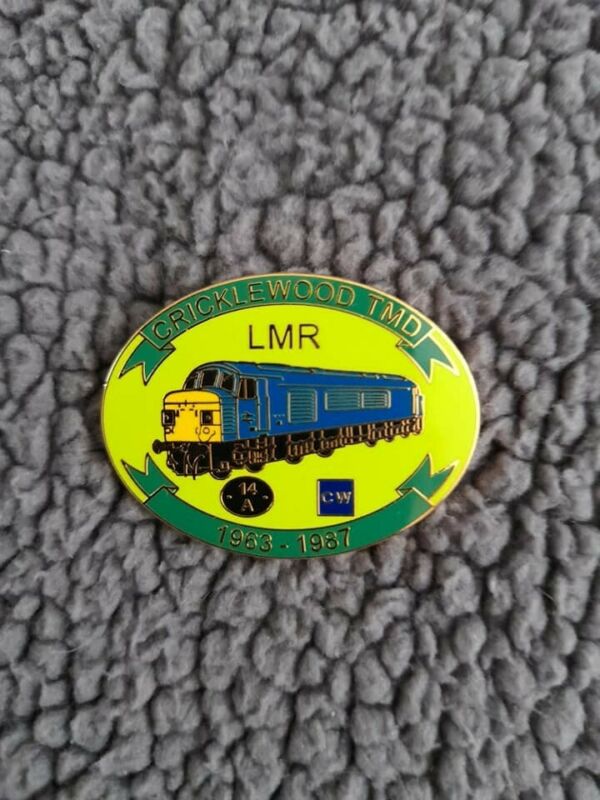 CRICKLEWOOD TMD
LMR
14
A
CW
1963 - 1987